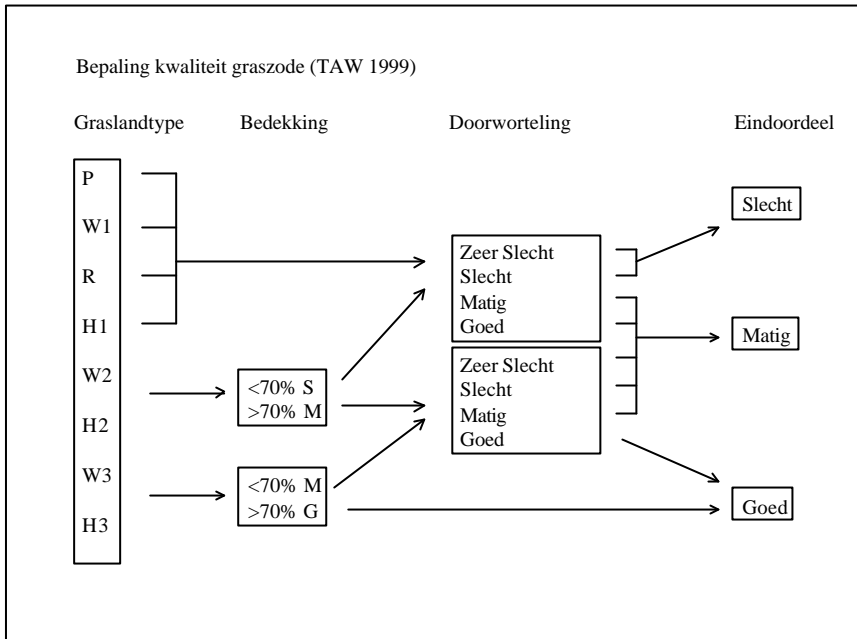 Bepaling kwaliteit graszode (TAW 1999)
Graslandtype Bedekking Doorworteling Eindoordeel
P
W1
R
H1
W2
H2
W3
H3
<70% S
>70% M
<70% M
>70% G
Zeer Slecht
Slecht
Matig
Goed
Zeer Slecht
Slecht
Matig
Goed
Slecht
Matig
Goed